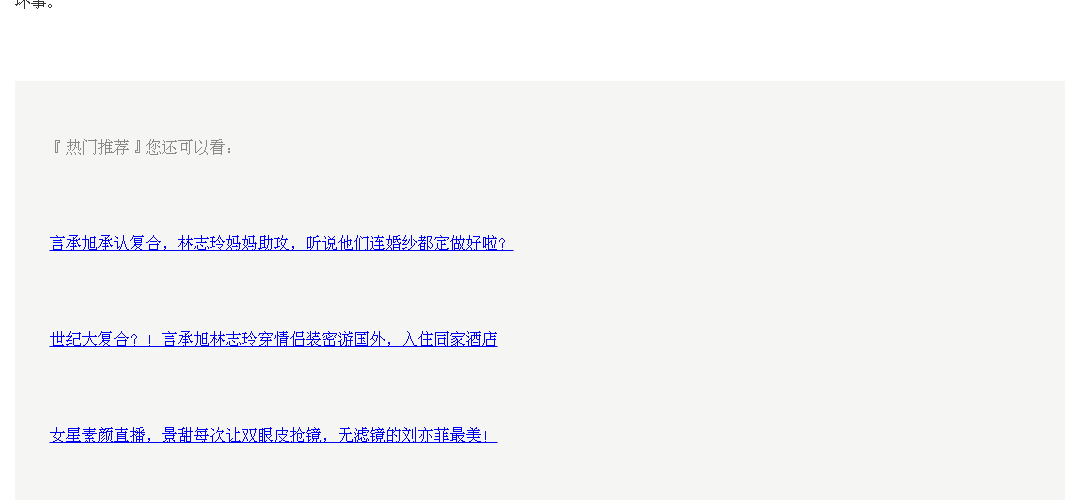 坏事。
『热门推荐』您还可以看：
言承旭承认复合，林志玲妈妈助攻，听说他们连婚纱都定做好啦？
世纪大复合？！言承旭林志玲穿情侣装密游国外，入住同家酒店
女星素颜直播，景甜每次让双眼皮抢镜，无滤镜的刘亦菲最美！